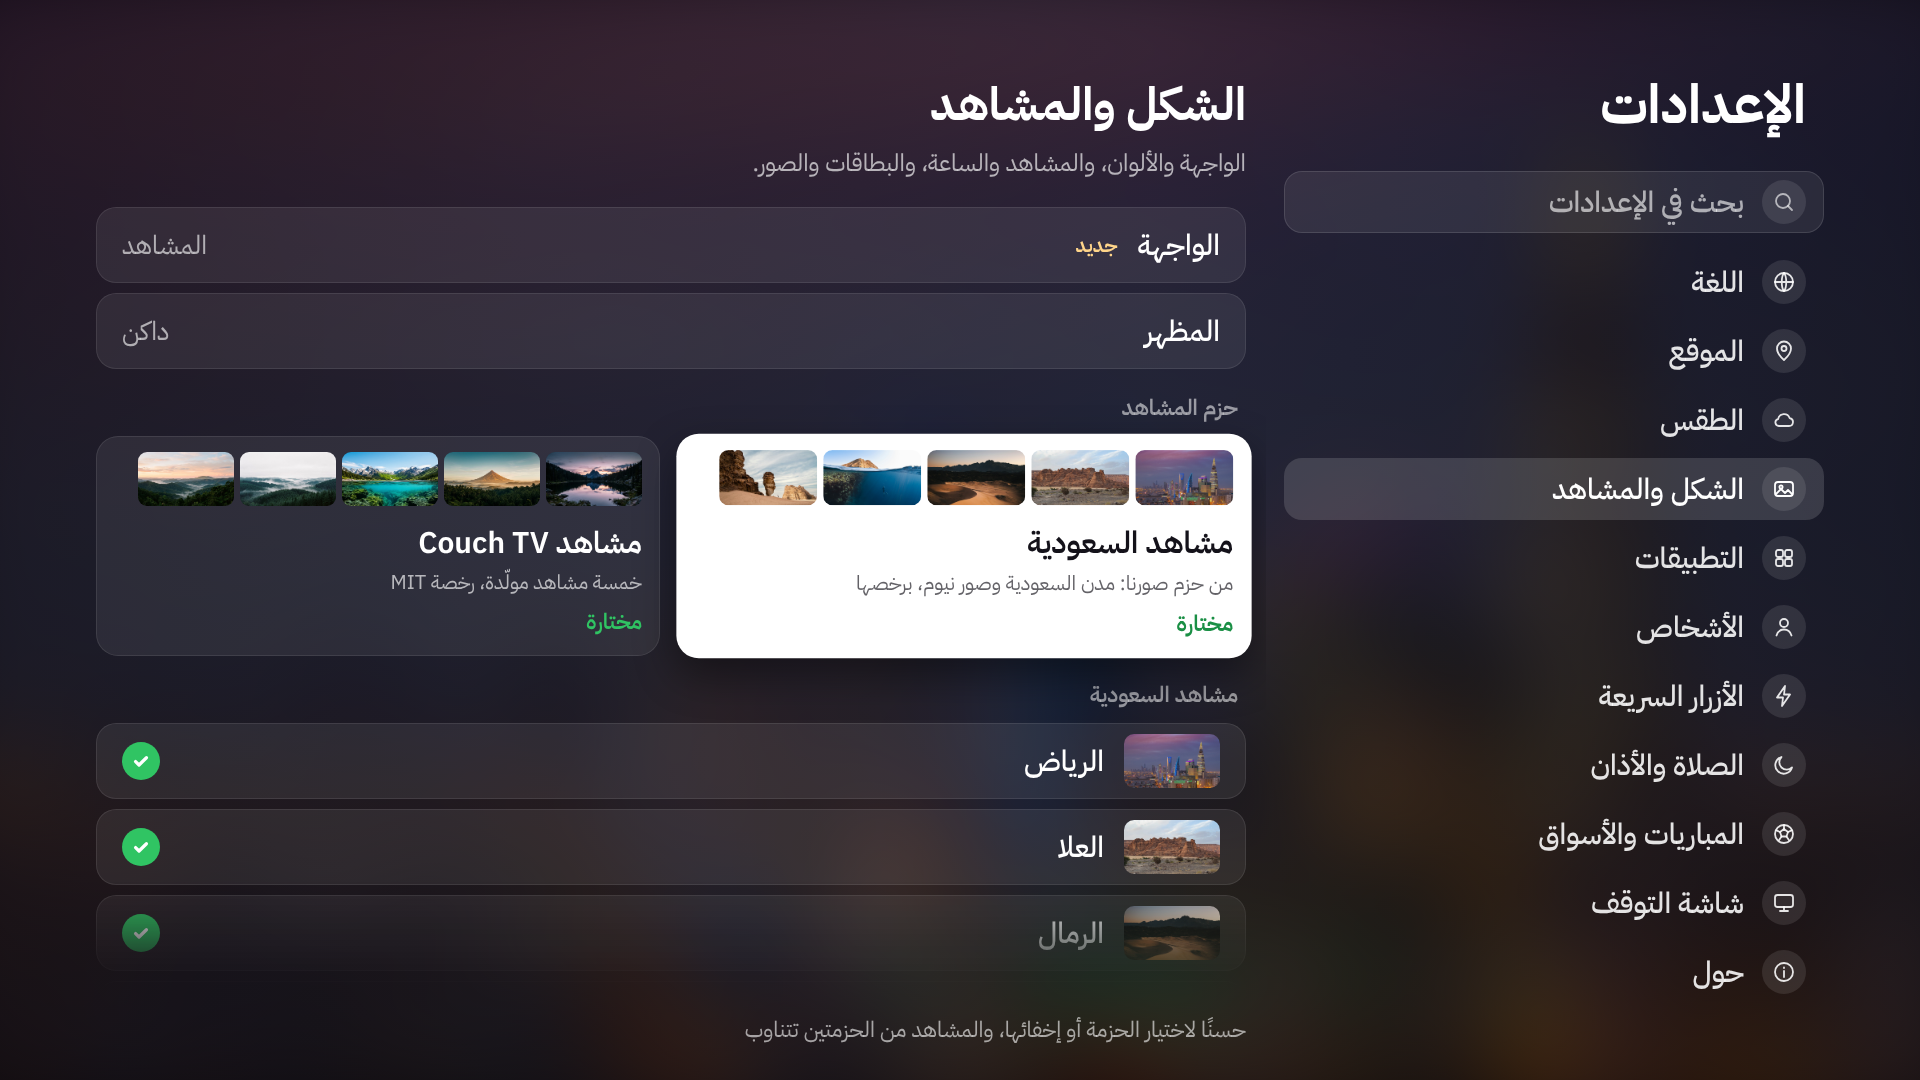 الإعدادات
بحث في الإعدادات
اللغة
الموقع
الطقس
الشكل والمشاهد
التطبيقات
الأشخاص
الأزرار السريعة
الصلاة والأذان
المباريات والأسواق
شاشة التوقف
حول
الشكل والمشاهد
الواجهة والألوان، والمشاهد والساعة، والبطاقات والصور.
الواجهة جديد المشاهد
المظهر داكن
حزم المشاهد
مشاهد السعودية
من حزم صورنا: مدن السعودية وصور نيوم، برخصها
مختارة
مشاهد Couch TV
خمسة مشاهد مولّدة، رخصة MIT
مختارة
مشاهد السعودية
الرياض
العلا
الرمال
حسنًا لاختيار الحزمة أو إخفائها، والمشاهد من الحزمتين تتناوب